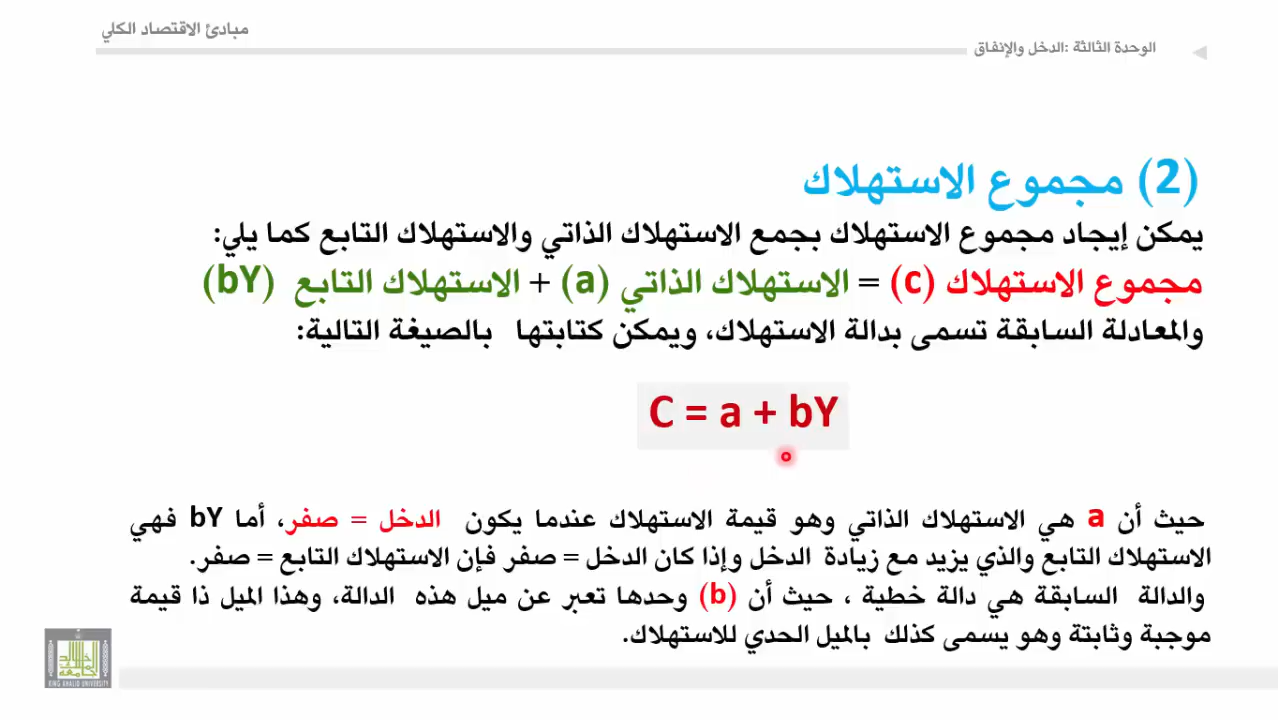 مبادئ الاقتصاد الكلي
الوحدة الثالثة :الدخل والإنفاق
(2) مجموع الاستهلاك
يمكن إيجاد مجموع الاستهلاك بجمع الاستهلاك الذاتي والاستهلاك التابع كما يلي:
مجموع الاستهلاك (c) = الاستهلاك الذاتي (a) + الاستهلاك التابع (bY)
والمعادلة السابقة تسمى بدالة الاستهلاك، ويمكن كتابتها بالصيغة التالية:
C = a + bY
حيث أن a هي الاستهلاك الذاتي وهو قيمة الاستهلاك عندما يكون الدخل = صفر، أما bY فهي
الاستهلاك التابع والذي يزيد مع زيادة الدخل وإذا كان الدخل = صفر فإن الاستهلاك التابع = صفر.
والدالة السابقة هي دالة خطية ، حيث أن (b) وحدها تعبر عن ميل هذه الدالة، وهذا الميل ذا قيمة
موجبة وثابتة وهو يسمى كذلك بالميل الحدي للاستهلاك.
KING KHALID UNIVERSITY